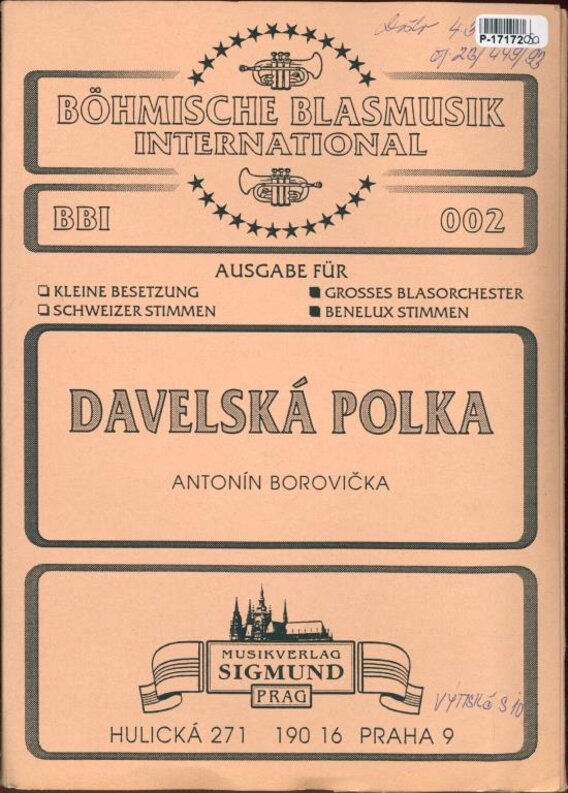 P-17172
BÖHMISCHE BLASMUSIK
INTERNATIONAL
BBI 002
AUSGABE FÜR
KLEINE BESETZUNG
GROSSES BLASORCHESTER
SCHWEIZER STIMMEN
BENELUX STIMMEN
DAVELSKÁ POLKA
ANTONÍN BOROVIČKA
MUSIKVERLAG
SIGMUND
PRAG
HULICKÁ 271 190 16 PRAHA 9